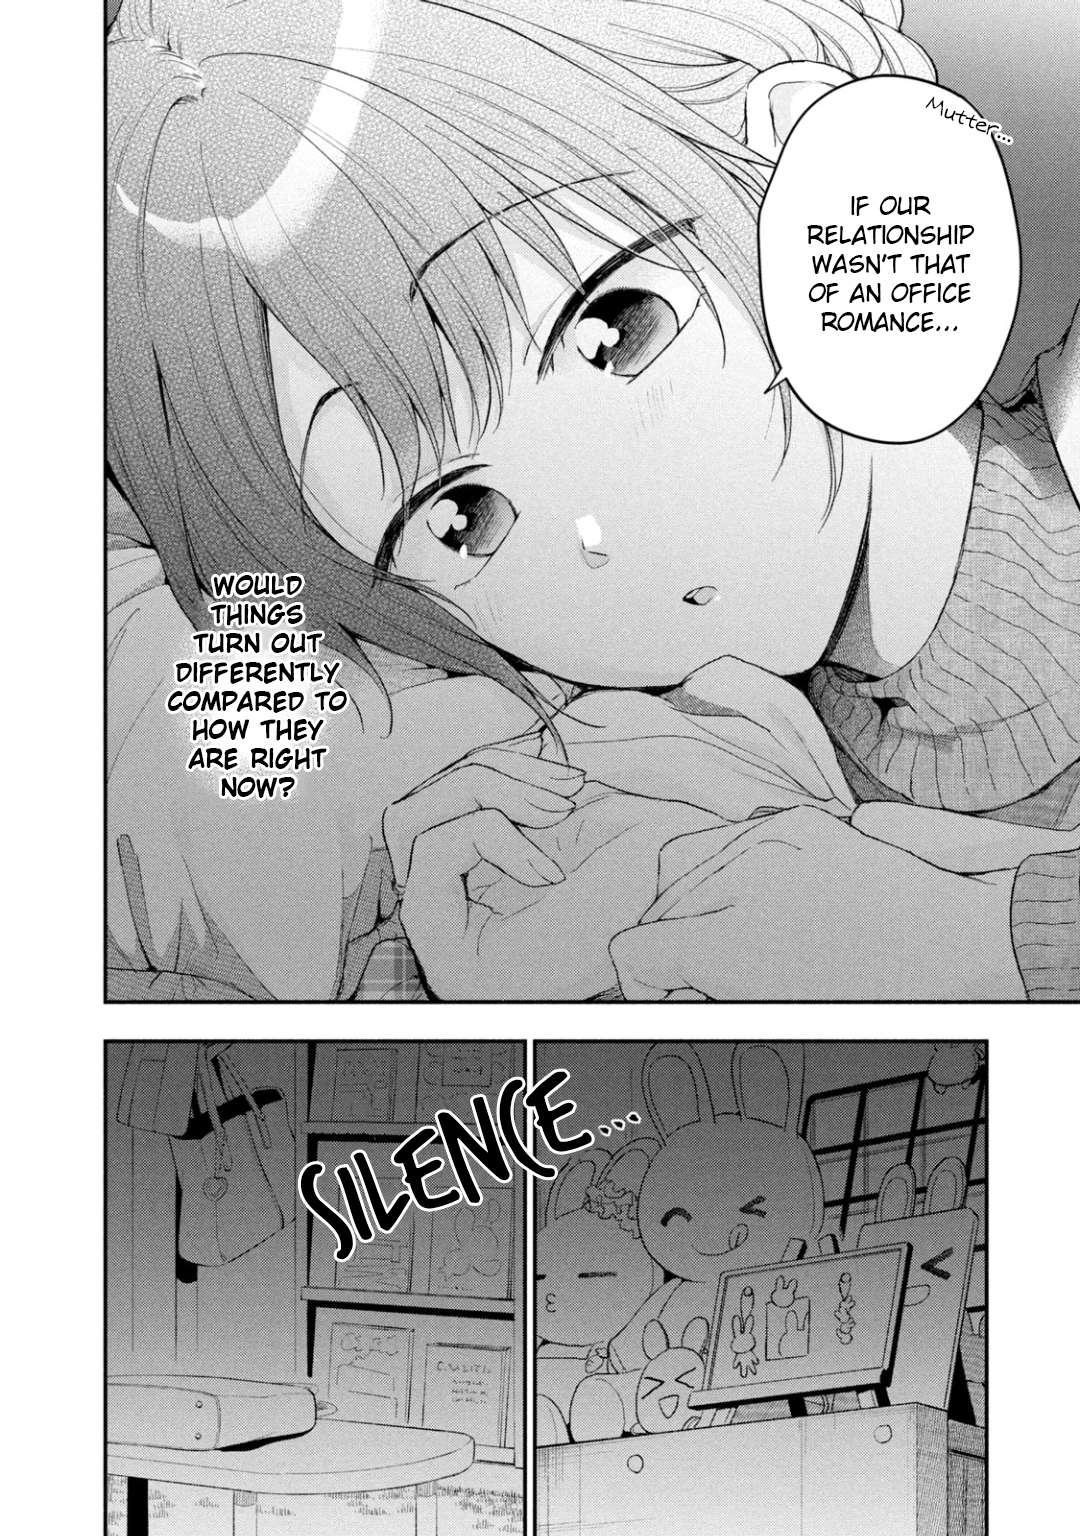 Mutter...
IF OUR
RELATIONSHIP
WASN'T THAT
OF AN OFFICE
ROMANCE...
WOULD
THINGS
TURN OUT
DIFFERENTLY
COMPARED TO
HOW THEY
ARE RIGHT
NOW?
SILENCE...